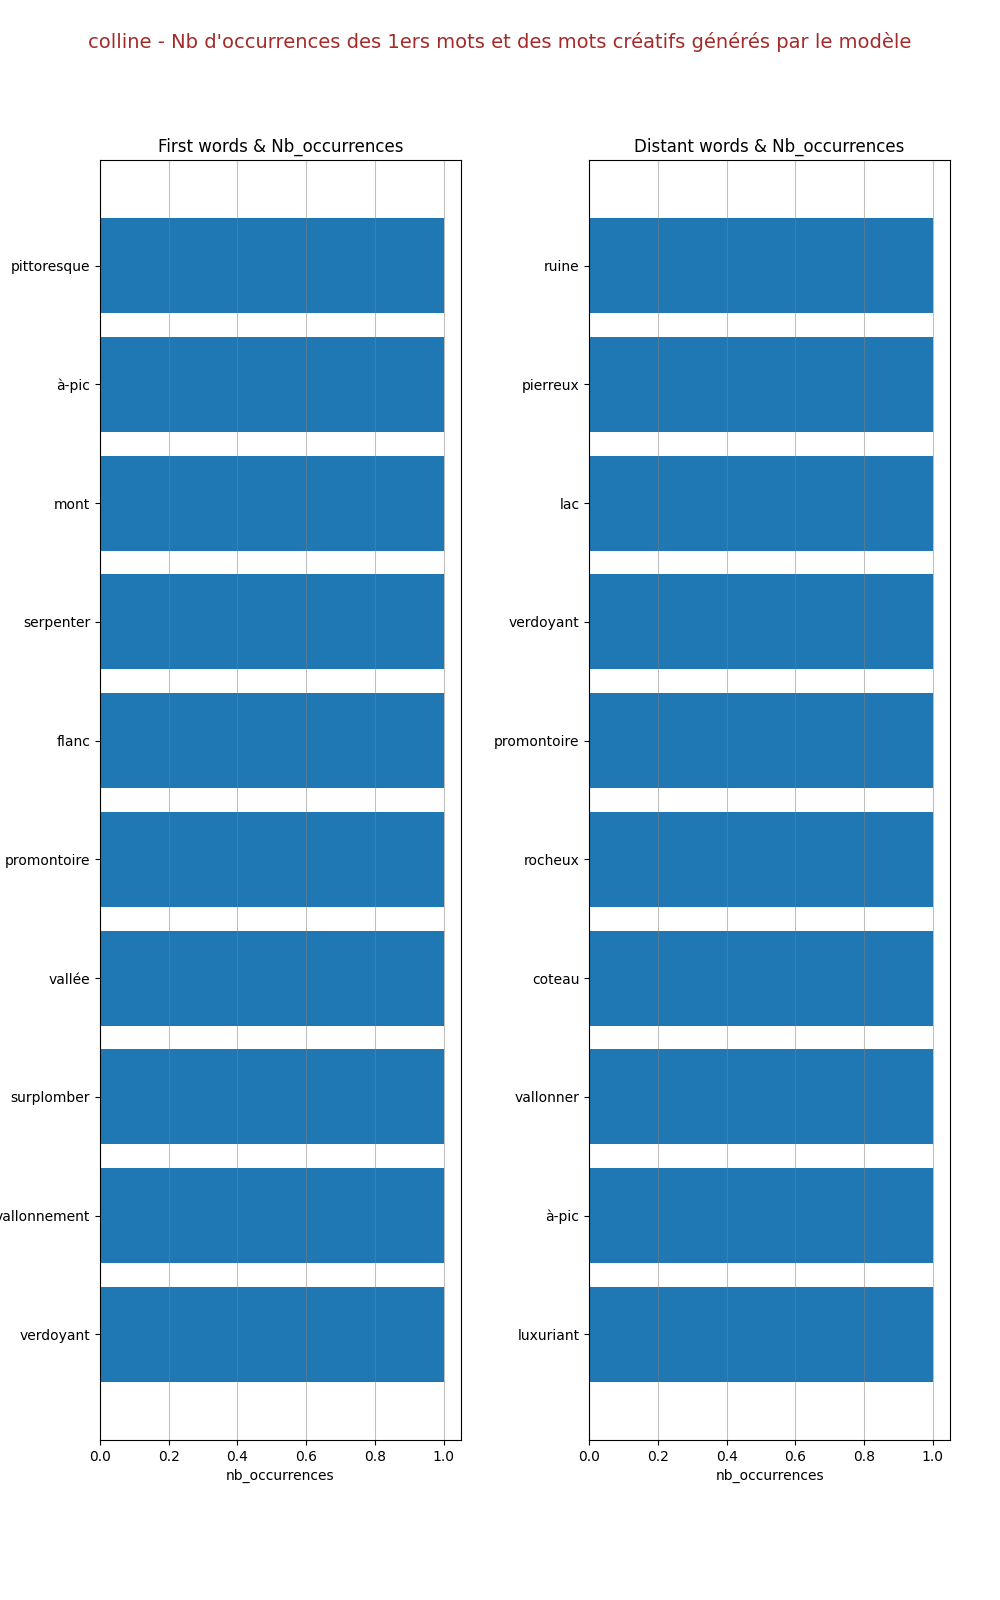 colline - Nb d'occurrences des 1ers mots et des mots créatifs générés par le modèle
First words & Nb_occurrences
pittoresque
à-pic
mont
serpenter
flanc
promontoire
vallée
surplomber
vallonnement
verdoyant
0.0 0.2 0.4 0.6 0.8 1.0
nb_occurrences
Distant words & Nb_occurrences
ruine
pierreux
lac
verdoyant
promontoire
rocheux
coteau
vallonner
à-pic
luxuriant
0.0 0.2 0.4 0.6 0.8 1.0
nb_occurrences